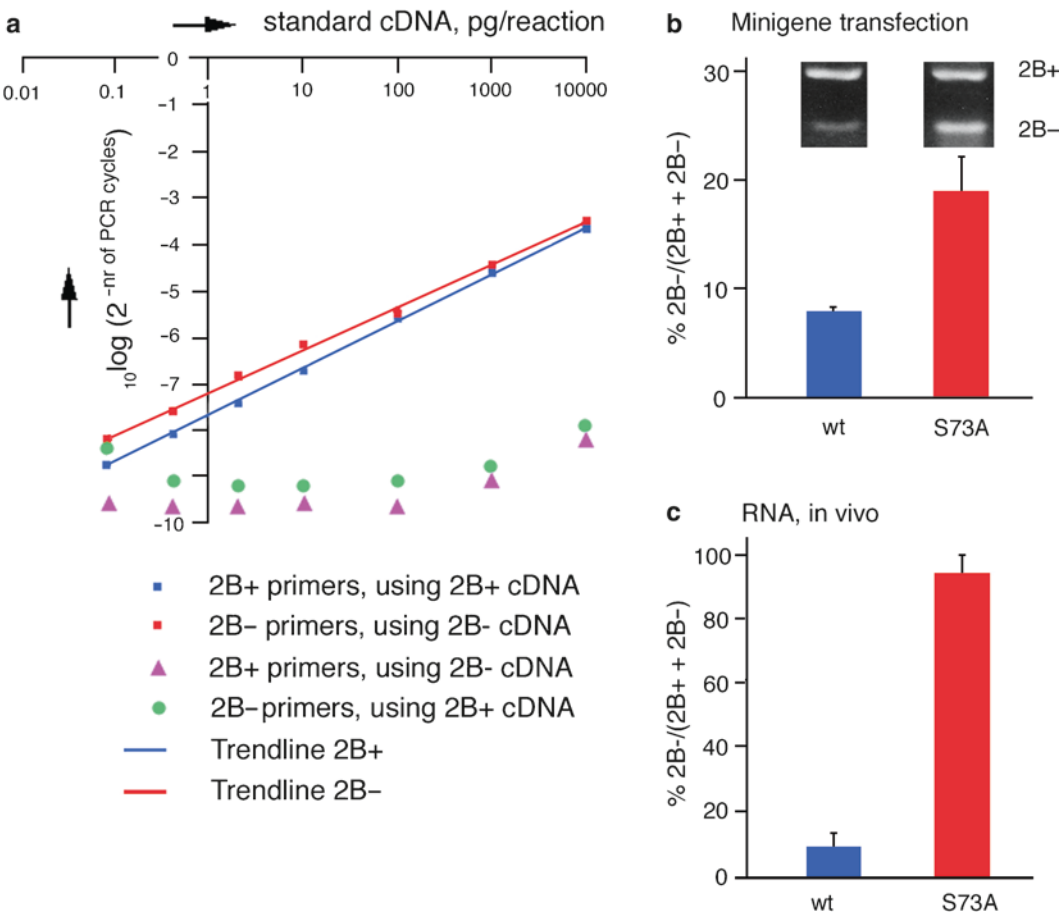 a
standard cDNA, pg/reaction
0.01 0.1 0 1 10 100 1000 10000
−1
−2
−3
−4
−5
−6
−7
−10
10log (2 -nr of PCR cycles)
2B+ primers, using 2B+ cDNA
2B− primers, using 2B- cDNA
2B+ primers, using 2B- cDNA
2B−primers, using 2B+ cDNA
Trendline 2B+
Trendline 2B−
b Minigene transfection
% 2B−/(2B+ + 2B−)
30
20
10
0
2B+
2B−
wt S73A
c RNA, in vivo
% 2B-/(2B+ + 2B−)
100
80
60
40
20
0
wt S73A